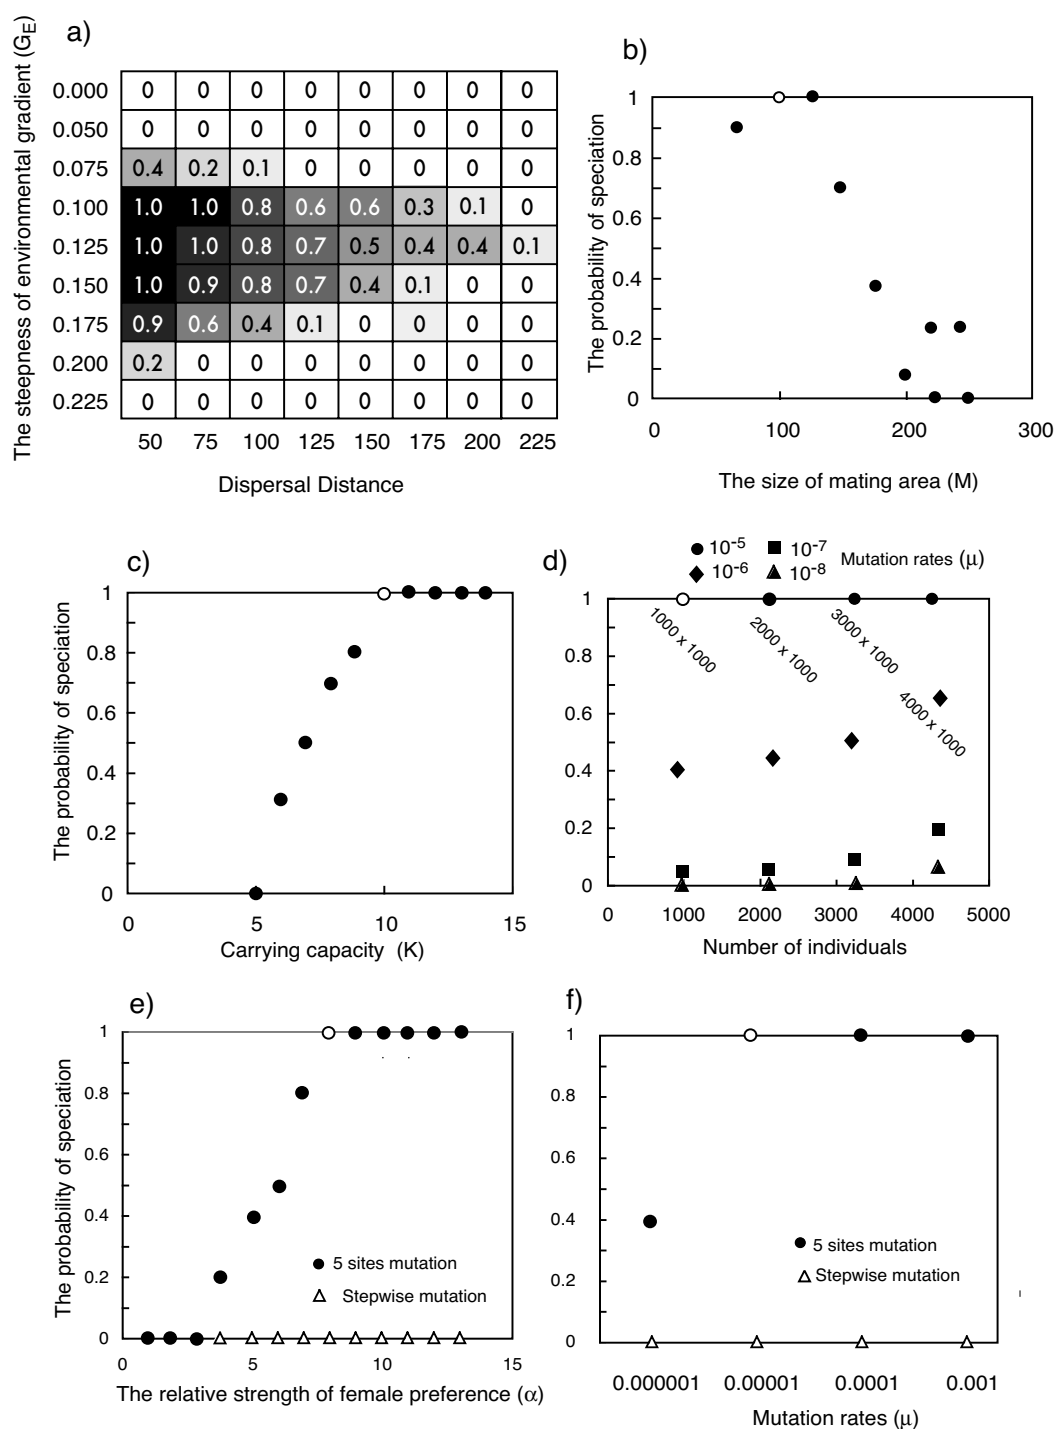 a)
The steepness of environmental gradient (GE)
0.000 0 0 0 0 0 0 0 0
0.050 0 0 0 0 0 0 0 0
0.075 0.4 0.2 0.1 0 0 0 0 0
0.100 1.0 1.0 0.8 0.6 0.6 0.3 0.1 0
0.125 1.0 1.0 0.8 0.7 0.5 0.4 0.4 0.1
0.150 1.0 0.9 0.8 0.7 0.4 0.1 0 0
0.175 0.9 0.6 0.4 0.1 0 0 0 0
0.200 0.2 0 0 0 0 0 0 0
0.225 0 0 0 0 0 0 0 0
50 75 100 125 150 175 200 225
Dispersal Distance
b)
The probability of speciation
1
0.8
0.6
0.4
0.2
0
0 100 200 300
The size of mating area (M)
c)
The probability of speciation
1
0.8
0.6
0.4
0.2
0
0 5 10 15
Carrying capacity (K)
d)
10-5 10-7 Mutation rates (μ)
10-6 10-8
1
0.8
0.6
0.4
0.2
0
1000 x 1000
2000 x 1000
3000 x 1000
4000 x 1000
0 1000 2000 3000 4000 5000
Number of individuals
e)
The probability of speciation
1
0.8
0.6
0.4
0.2
0
5 sites mutation
Stepwise mutation
0 5 10 15
The relative strength of female preference (α)
f)
1
0.8
0.6
0.4
0.2
0
5 sites mutation
Stepwise mutation
0.000001 0.00001 0.0001 0.001
Mutation rates (μ)